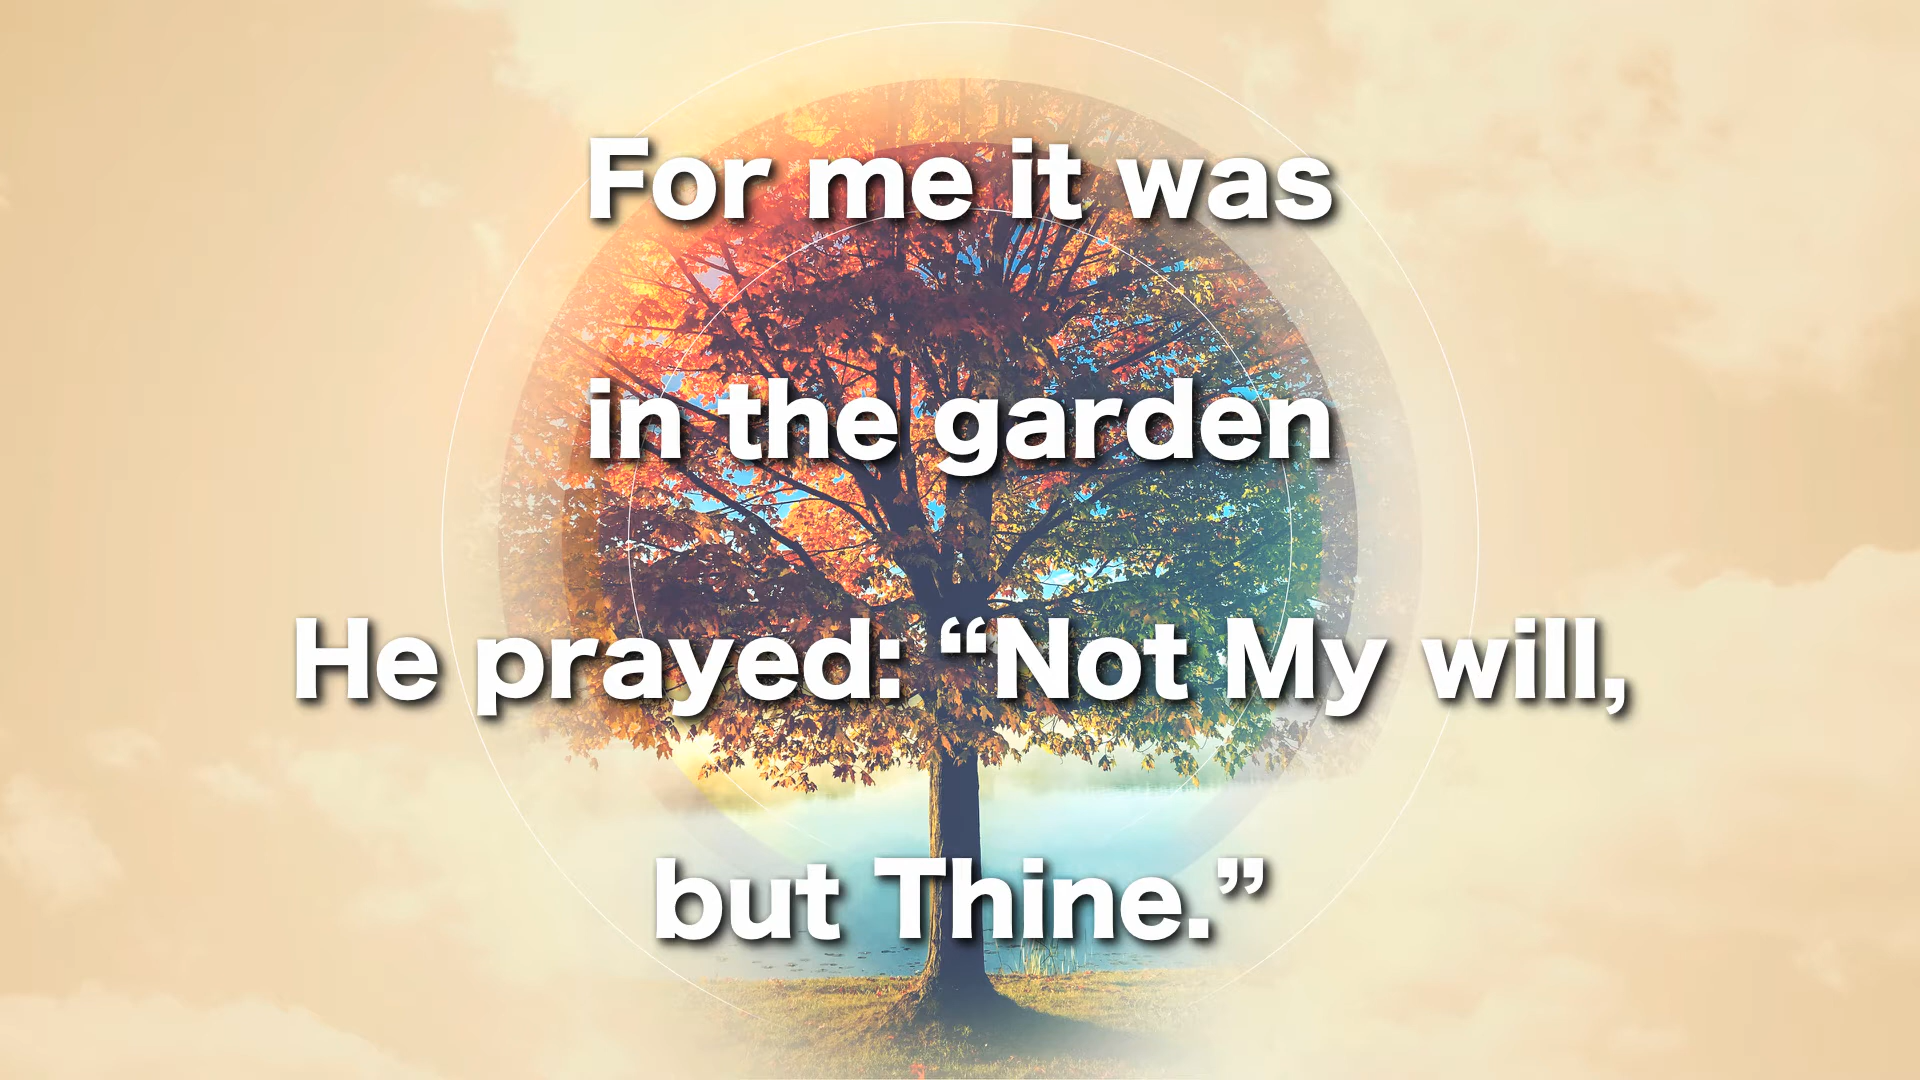 For me it was
in the garden
He prayed: “Not My will,
but Thine.”